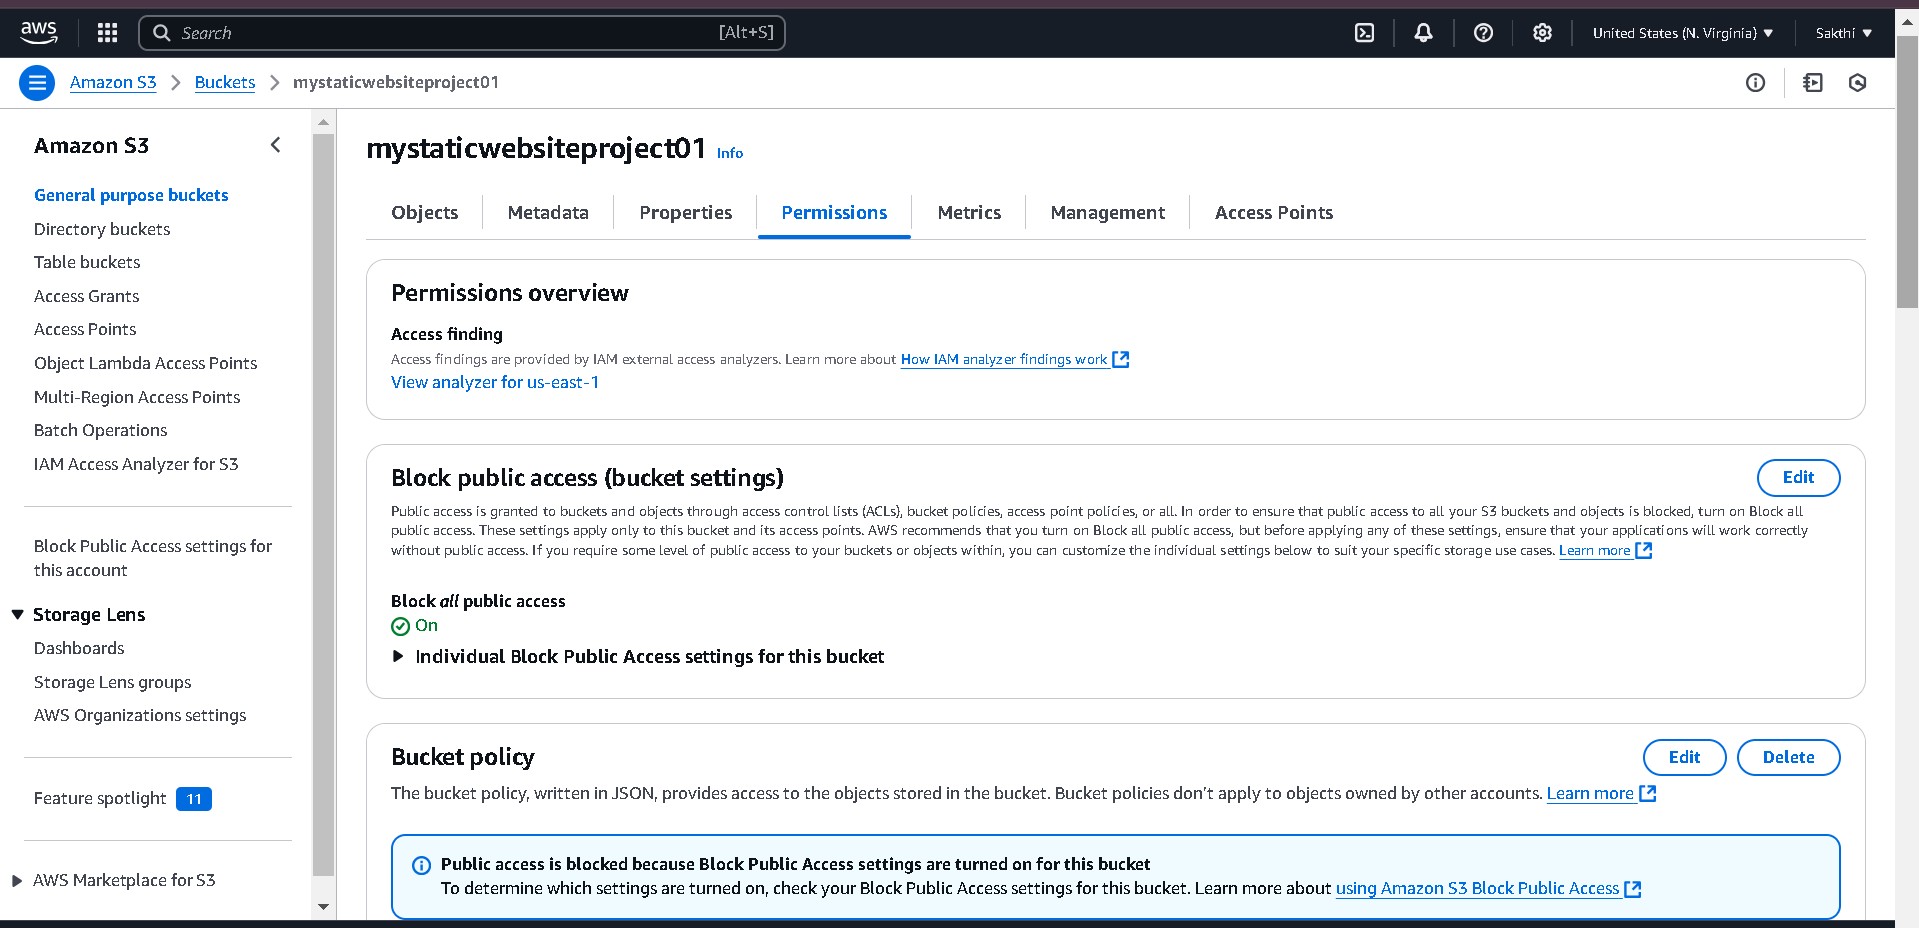 aws
Search
[Alt+S]
United States (N. Virginia)
Sakthi
Amazon S3
Buckets
mystaticwebsiteproject01
Amazon S3
General purpose buckets
Directory buckets
Table buckets
Access Grants
Access Points
Object Lambda Access Points
Multi-Region Access Points
Batch Operations
IAM Access Analyzer for S3
Block Public Access settings for
this account
Storage Lens
Dashboards
Storage Lens groups
AWS Organizations settings
Feature spotlight 11
AWS Marketplace for S3
mystaticwebsiteproject01 Info
Objects
Metadata
Properties
Permissions
Metrics
Management
Access Points
Permissions overview
Access finding
Access findings are provided by IAM external access analyzers. Learn more about How IAM analyzer findings work
View analyzer for us-east-1
Block public access (bucket settings)
Edit
Public access is granted to buckets and objects through access control lists (ACLs), bucket policies, access point policies, or all. In order to ensure that public access to all your S3 buckets and objects is blocked, turn on Block all
public access. These settings apply only to this bucket and its access points. AWS recommends that you turn on Block all public access, but before applying any of these settings, ensure that your applications will work correctly
without public access. If you require some level of public access to your buckets or objects within, you can customize the individual settings below to suit your specific storage use cases. Learn more
Block all public access
On
Individual Block Public Access settings for this bucket
Bucket policy
Edit
Delete
The bucket policy, written in JSON, provides access to the objects stored in the bucket. Bucket policies don't apply to objects owned by other accounts. Learn more
Public access is blocked because Block Public Access settings are turned on for this bucket
To determine which settings are turned on, check your Block Public Access settings for this bucket. Learn more about using Amazon S3 Block Public Access